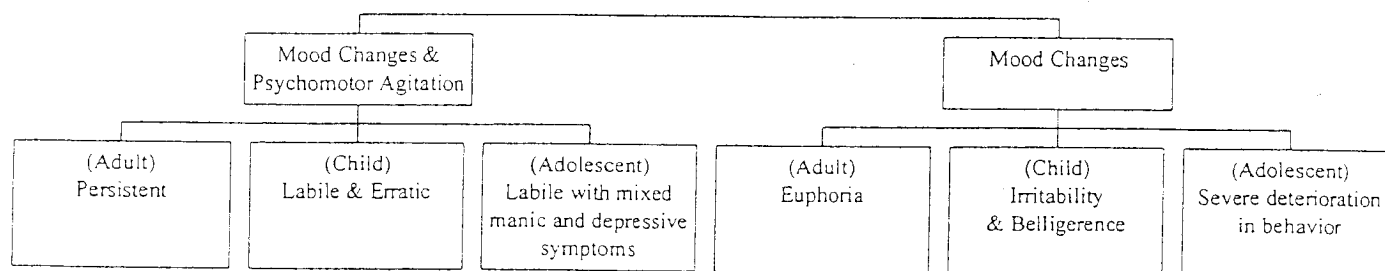 Mood Changes &
Psychomotor Agitation
Mood Changes
(Adult)
Persistent
(Child)
Labile & Erratic
(Adolescent)
Labile with mixed
manic and depressive
symptoms
(Adult)
Euphoria
(Child)
Irritability
& Belligerence
(Adolescent)
Severe deterioration
in behavior